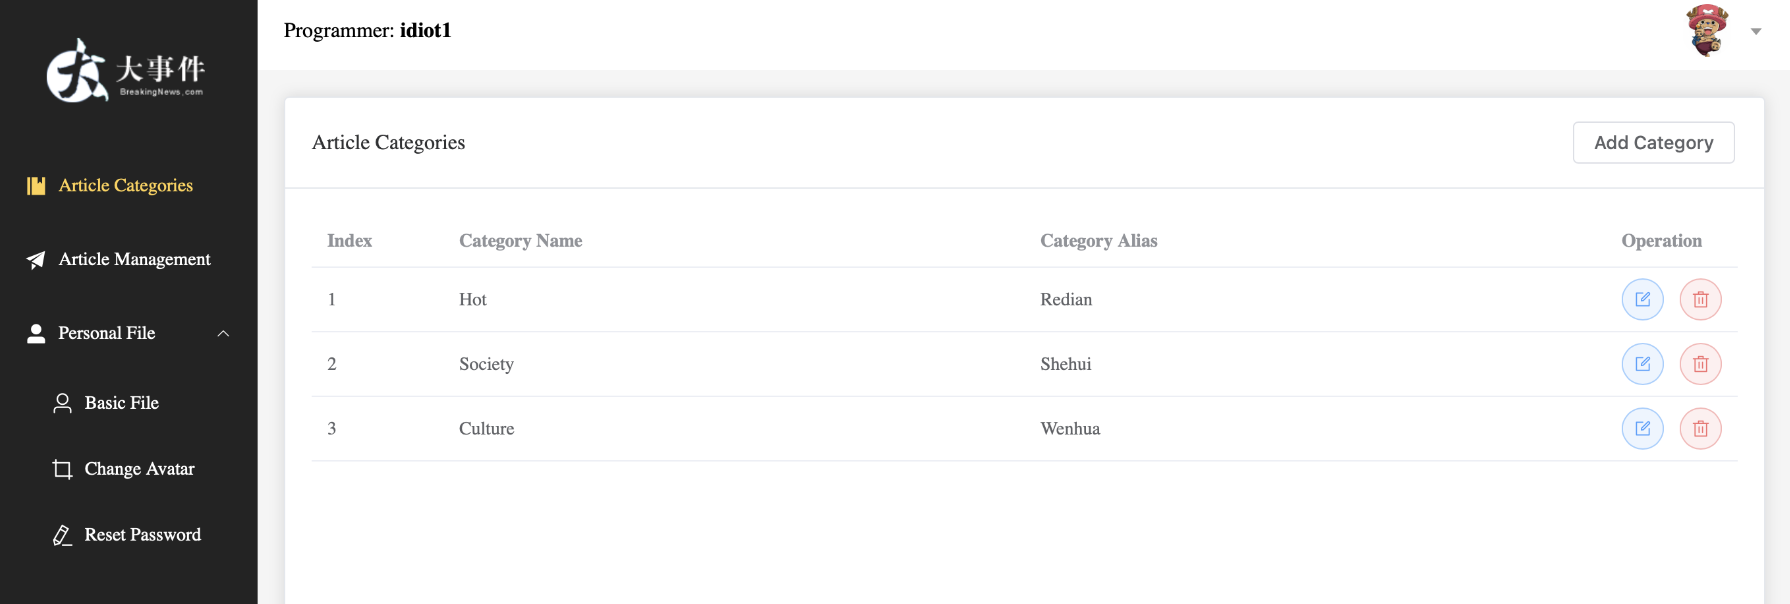 大事件
BreakingNews.com
Article Categories
Article Management
Personal File
Basic File
Change Avatar
Reset Password
Programmer: idiot1
Article Categories
Add Category
Index Category Name Category Alias Operation
1 Hot Redian
2 Society Shehui
3 Culture Wenhua